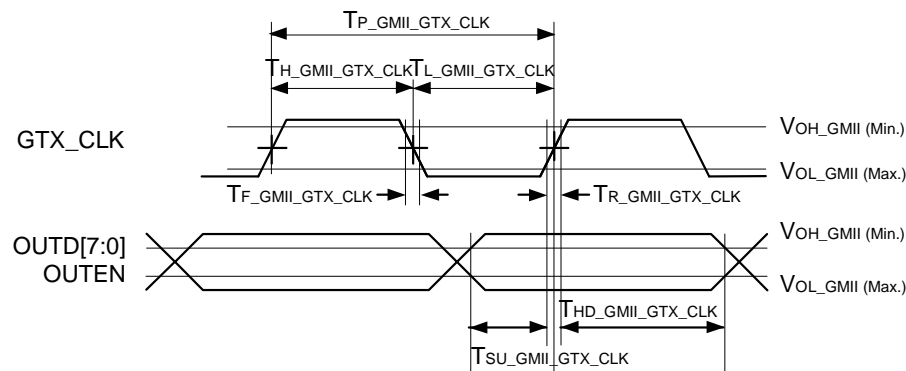 TP_GMII_GTX_CLK
TH_GMII_GTX_CLK TL_GMII_GTX_CLK
GTX_CLK
VOH_GMII (Min.)
VOL_GMII (Max.)
TF_GMII_GTX_CLK
TR_GMII_GTX_CLK
OUTD[7:0]
OUTEN
VOH_GMII (Min.)
VOL_GMII (Max.)
THD_GMII_GTX_CLK
TSU_GMII_GTX_CLK